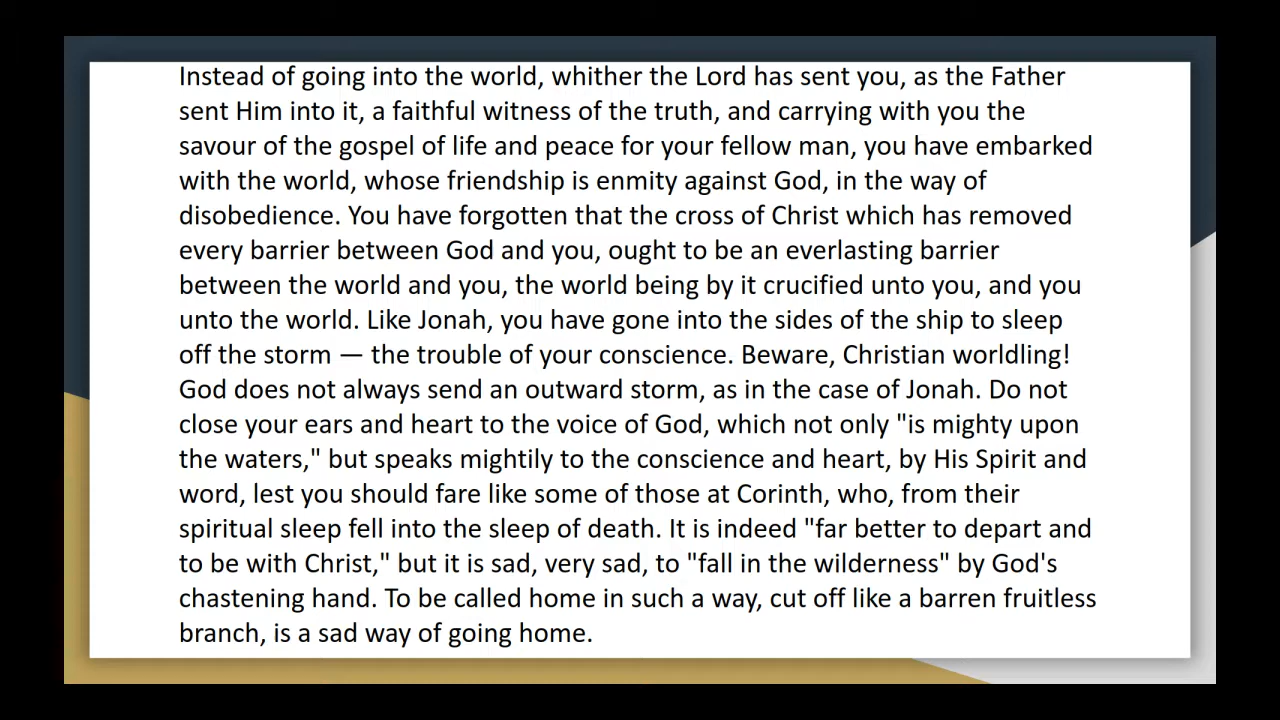 Instead of going into the world, whither the Lord has sent you, as the Father
sent Him into it, a faithful witness of the truth, and carrying with you the
savour of the gospel of life and peace for your fellow man, you have embarked
with the world, whose friendship is enmity against God, in the way of
disobedience. You have forgotten that the cross of Christ which has removed
every barrier between God and you, ought to be an everlasting barrier
between the world and you, the world being by it crucified unto you, and you
unto the world. Like Jonah, you have gone into the sides of the ship to sleep
off the storm — the trouble of your conscience. Beware, Christian worldling!
God does not always send an outward storm, as in the case of Jonah. Do not
close your ears and heart to the voice of God, which not only "is mighty upon
the waters," but speaks mightily to the conscience and heart, by His Spirit and
word, lest you should fare like some of those at Corinth, who, from their
spiritual sleep fell into the sleep of death. It is indeed "far better to depart and
to be with Christ," but it is sad, very sad, to "fall in the wilderness" by God's
chastening hand. To be called home in such a way, cut off like a barren fruitless
branch, is a sad way of going home.